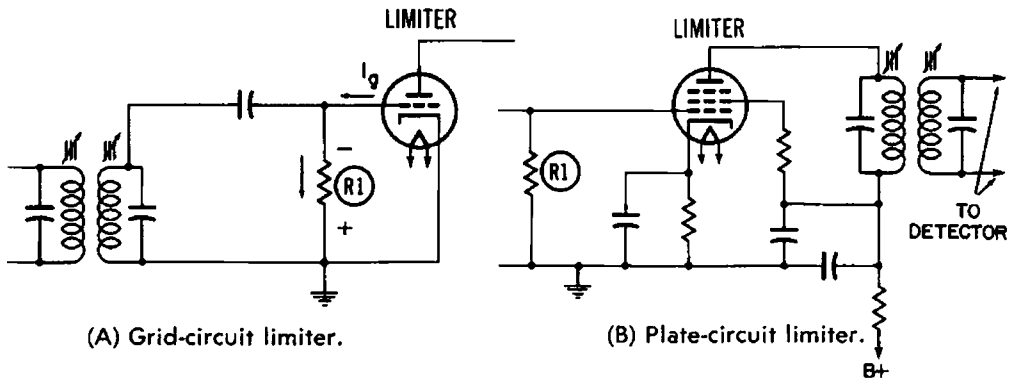 LIMITER
Ig
−
R1
+
(A) Grid-circuit limiter.
LIMITER
R1
TO
DETECTOR
B+
(B) Plate-circuit limiter.